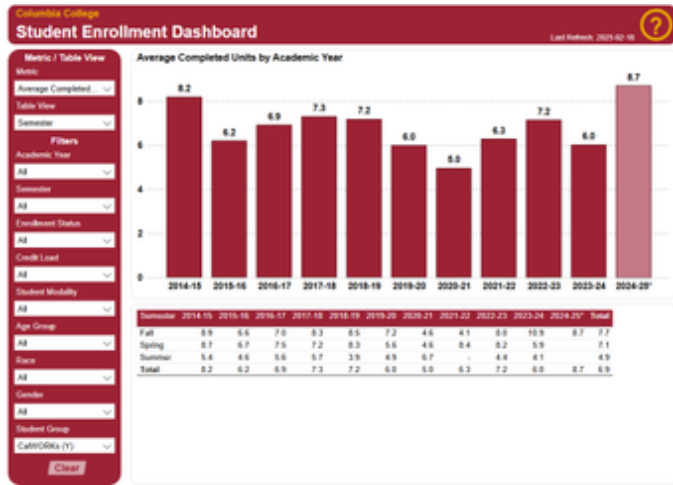 Columbia College
Student Enrollment Dashboard
Last Refresh: 2025-02-16
?
Metric / Table View
Metric
Average Completed...
Table View
Semester
Filters
Academic Year
All
Semester
All
Enrollment Status
All
Credit Load
All
Student Modality
All
Age Group
All
Race
All
Gender
All
Student Group
CalWORKs (Y)
Clear
Average Completed Units by Academic Year
8.2 6.2 6.9 7.3 7.2 6.0 5.0 6.3 7.2 6.0 8.7
8
6
4
2
0
2014-15 2015-16 2016-17 2017-18 2018-19 2019-20 2020-21 2021-22 2022-23 2023-24 2024-25*
Semester 2014-15 2015-16 2016-17 2017-18 2018-19 2019-20 2020-21 2021-22 2022-23 2023-24 2024-25* Total
Fall 8.9 6.6 7.0 8.3 8.5 7.2 4.6 4.1 8.0 10.9 8.7 7.7
Spring 8.7 6.7 7.5 7.2 8.3 5.6 4.6 8.4 8.2 5.9 7.1
Summer 5.4 4.6 5.6 5.7 3.9 4.9 6.7 - 4.4 4.1 4.9
Total 8.2 6.2 6.9 7.3 7.2 6.0 5.0 6.3 7.2 6.0 8.7 6.9